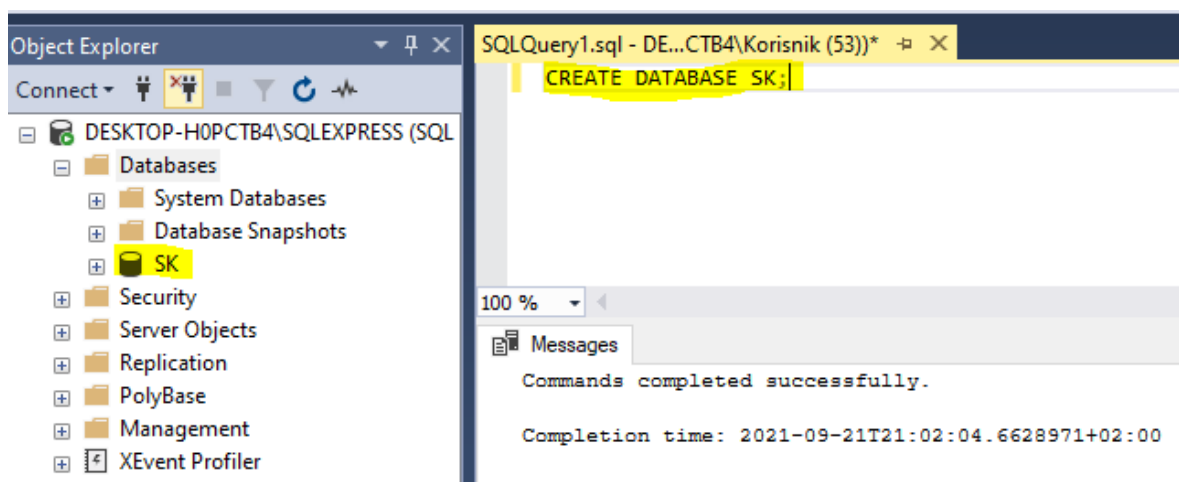 Object Explorer
Connect
DESKTOP-H0PCTB4\SQLEXPRESS (SQL
Databases
System Databases
Database Snapshots
SK
Security
Server Objects
Replication
PolyBase
Management
XEvent Profiler
SQLQuery1.sql - DE...CTB4\Korisnik (53))*
CREATE DATABASE SK;
100 %
Messages
Commands completed successfully.
Completion time: 2021-09-21T21:02:04.6628971+02:00